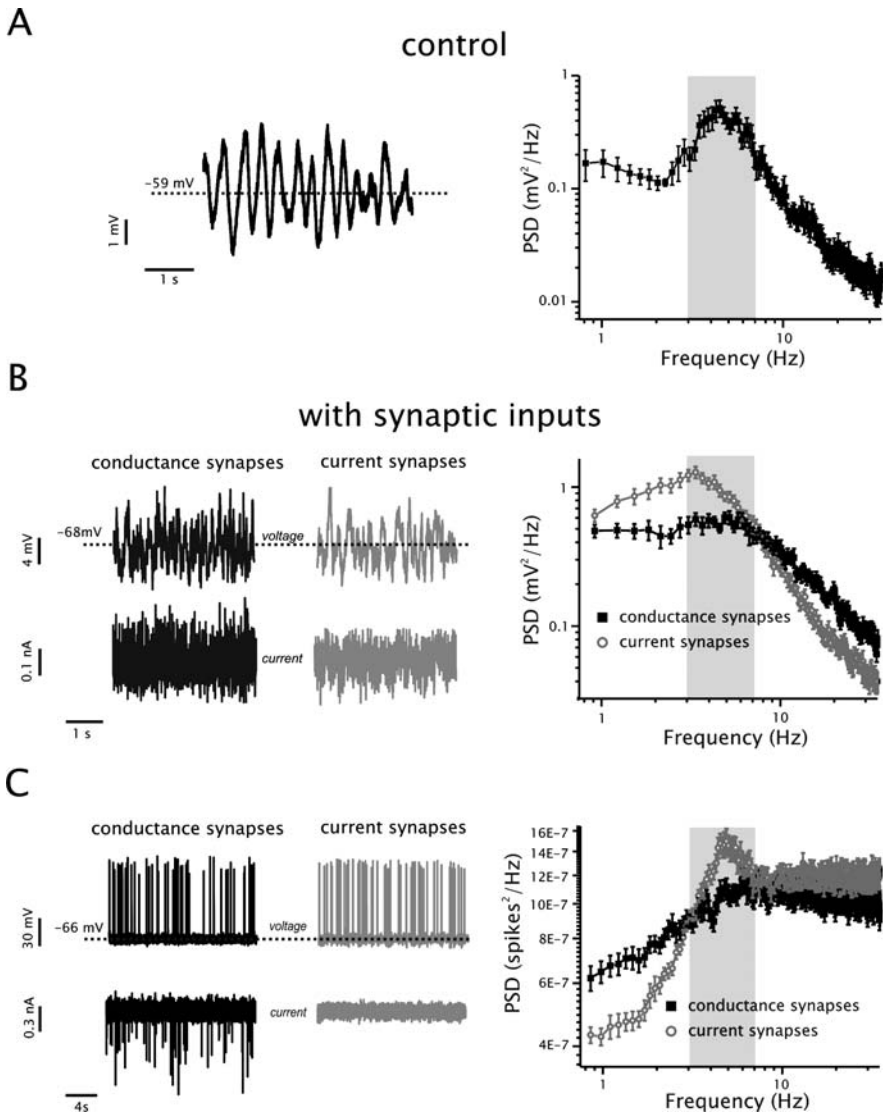 A
control
−59 mV
1 mV
1 s
PSD (mV²/Hz)
1
0.1
0.01
1
10
Frequency (Hz)
B
with synaptic inputs
conductance synapses
current synapses
−68mV
voltage
4 mV
current
0.1 nA
1 s
PSD (mV²/Hz)
1
0.1
conductance synapses
current synapses
1
10
Frequency (Hz)
C
conductance synapses
current synapses
−66 mV
voltage
30 mV
current
0.3 nA
4s
PSD (spikes²/Hz)
16E−7
14E−7
12E−7
10E−7
8E−7
6E−7
4E−7
conductance synapses
current synapses
1
10
Frequency (Hz)